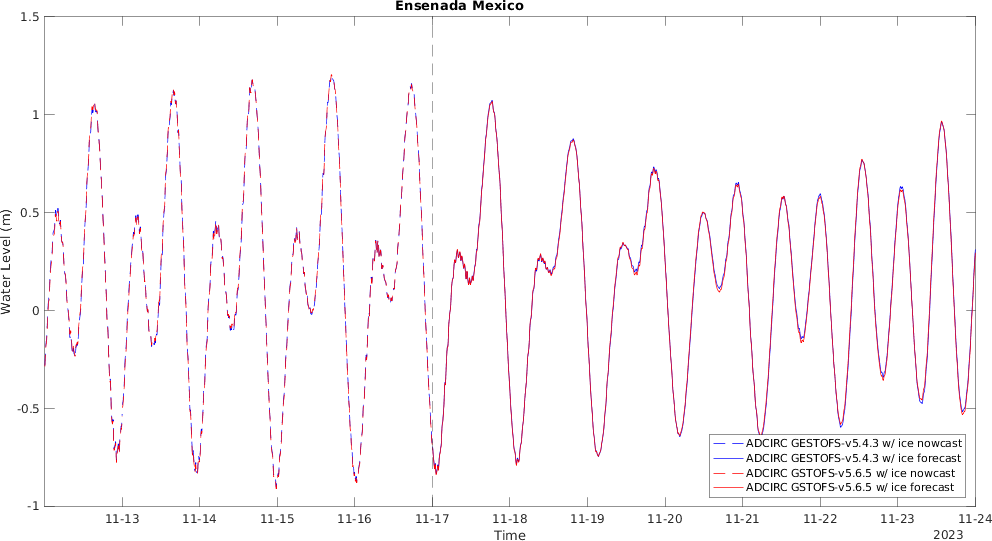 Ensenada Mexico
1.5
1
0.5
0
-0.5
-1
Water Level (m)
11-13 11-14 11-15 11-16 11-17 11-18 11-19 11-20 11-21 11-22 11-23 11-24
Time
2023
ADCIRC GESTOFS-v5.4.3 w/ ice nowcast
ADCIRC GESTOFS-v5.4.3 w/ ice forecast
ADCIRC GSTOFS-v5.6.5 w/ ice nowcast
ADCIRC GSTOFS-v5.6.5 w/ ice forecast